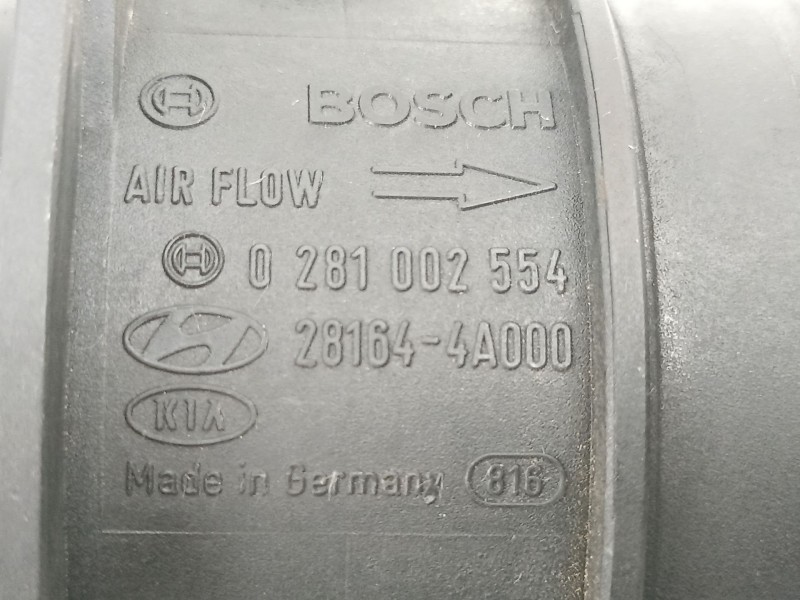 BOSCH
AIR FLOW
0 281 002 554
28164-4A000
KIA
Made in Germany 816